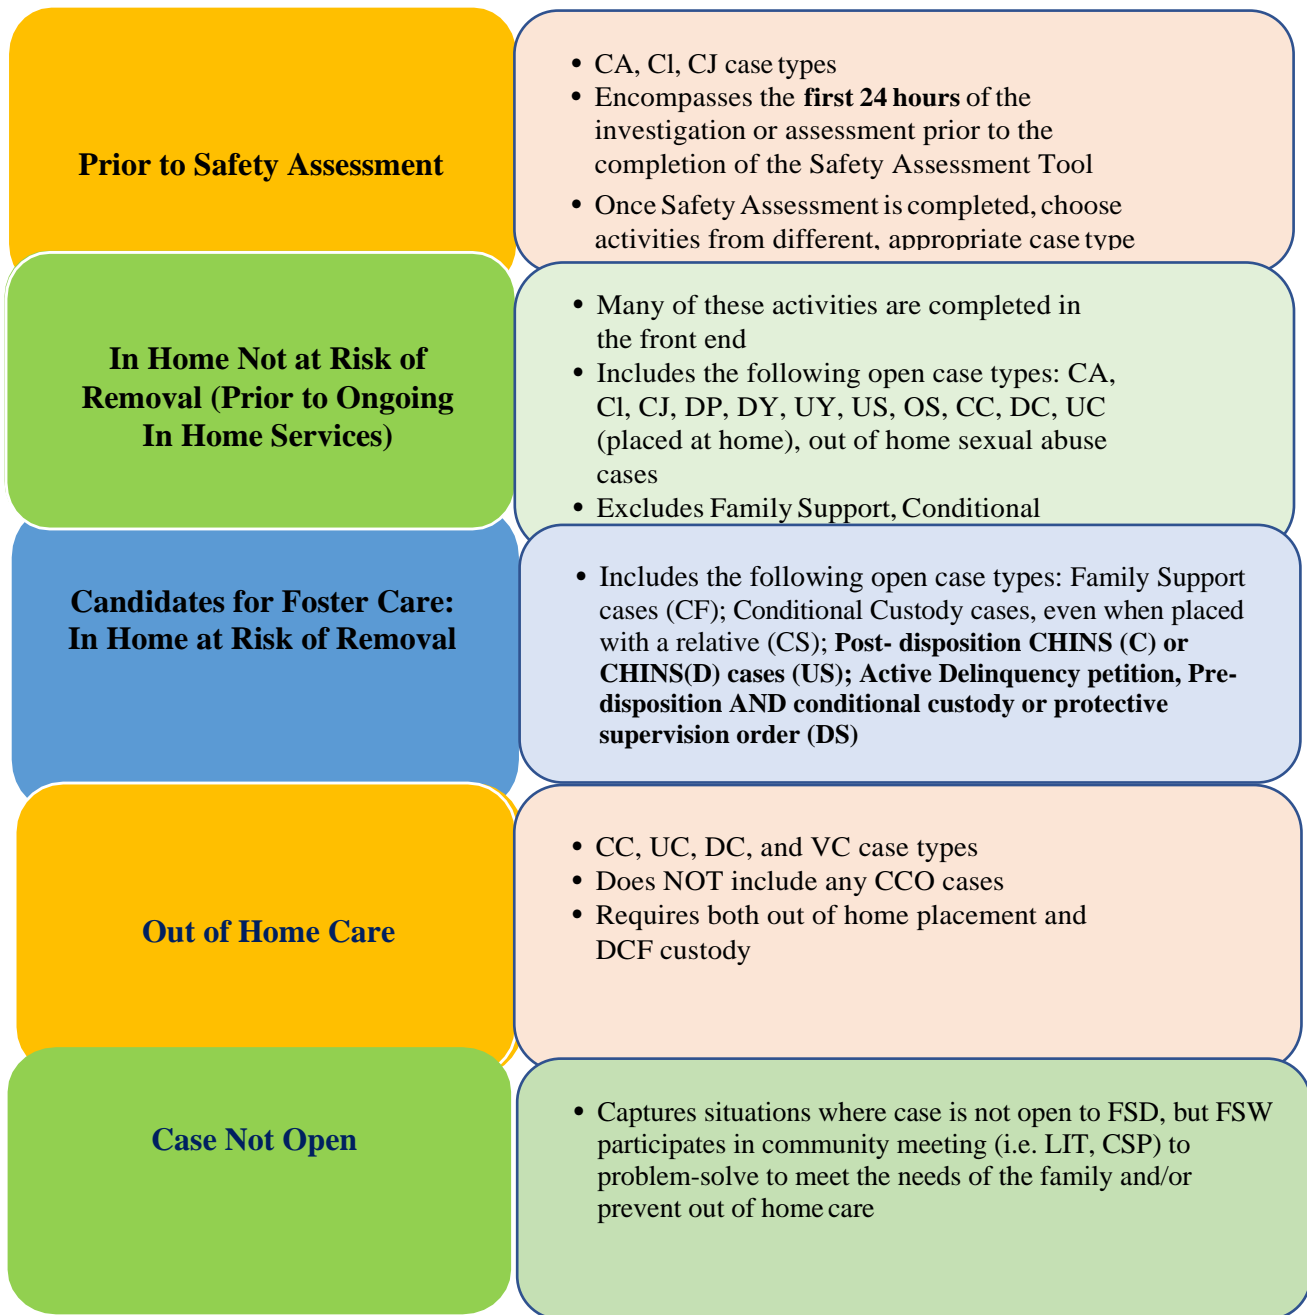 Prior to Safety Assessment
• CA, Cl, CJ case types
• Encompasses the first 24 hours of the
investigation or assessment prior to the
completion of the Safety Assessment Tool
• Once Safety Assessment is completed, choose
activities from different, appropriate case type
In Home Not at Risk of
Removal (Prior to Ongoing
In Home Services)
• Many of these activities are completed in
the front end
• Includes the following open case types: CA,
Cl, CJ, DP, DY, UY, US, OS, CC, DC, UC
(placed at home), out of home sexual abuse
cases
• Excludes Family Support, Conditional
Candidates for Foster Care:
In Home at Risk of Removal
• Includes the following open case types: Family Support
cases (CF); Conditional Custody cases, even when placed
with a relative (CS); Post- disposition CHINS (C) or
CHINS(D) cases (US); Active Delinquency petition, Pre-
disposition AND conditional custody or protective
supervision order (DS)
Out of Home Care
• CC, UC, DC, and VC case types
• Does NOT include any CCO cases
• Requires both out of home placement and
DCF custody
Case Not Open
• Captures situations where case is not open to FSD, but FSW
participates in community meeting (i.e. LIT, CSP) to
problem-solve to meet the needs of the family and/or
prevent out of home care